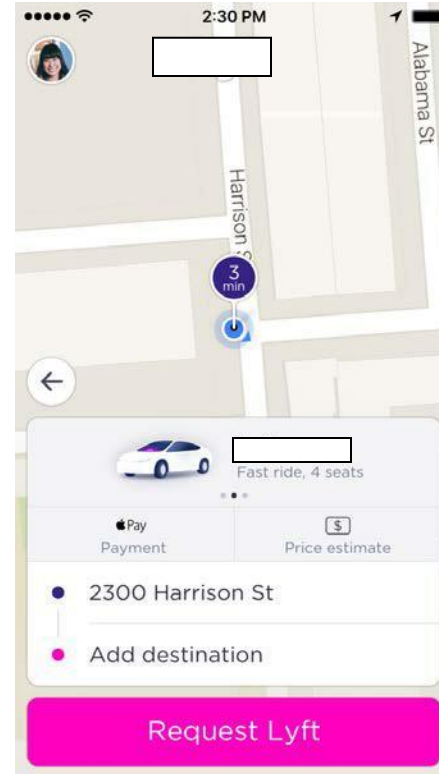 2:30 PM
Alabama St
Harrison S
3
min
Fast ride, 4 seats
Pay
Payment
$
Price estimate
2300 Harrison St
Add destination
Request Lyft